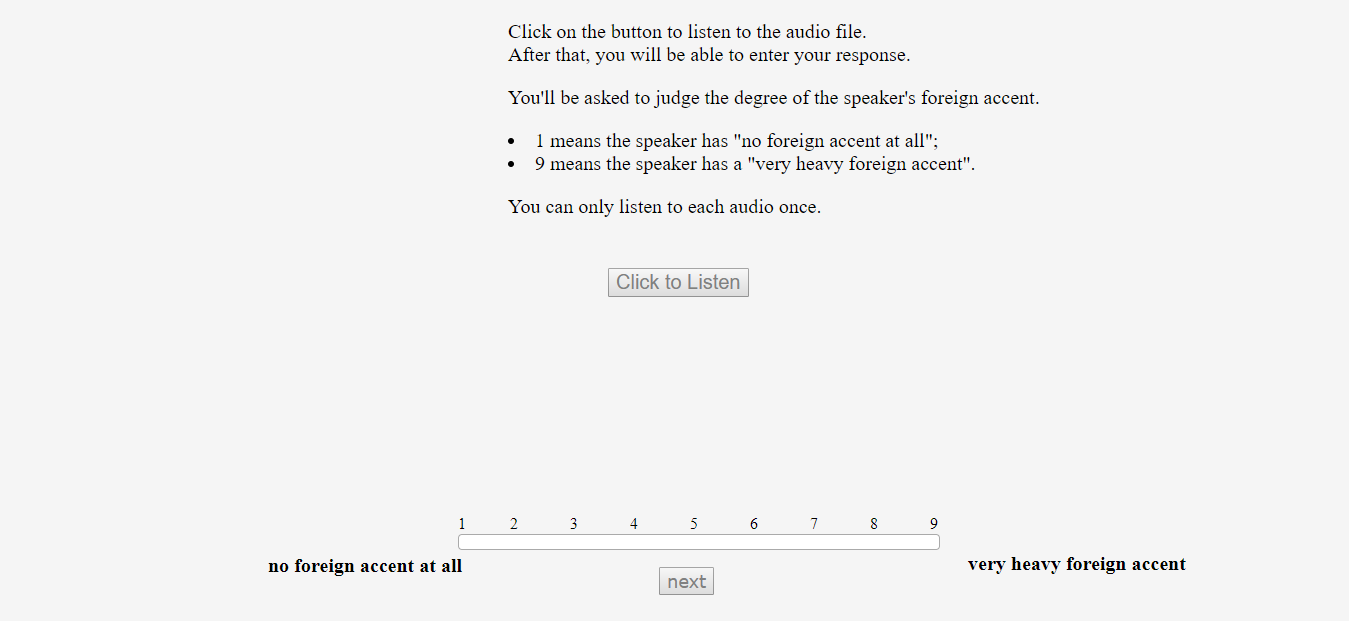 Click on the button to listen to the audio file.
After that, you will be able to enter your response.
You'll be asked to judge the degree of the speaker's foreign accent.
• 1 means the speaker has "no foreign accent at all";
• 9 means the speaker has a "very heavy foreign accent".
You can only listen to each audio once.
Click to Listen
1 2 3 4 5 6 7 8 9
no foreign accent at all
very heavy foreign accent
next